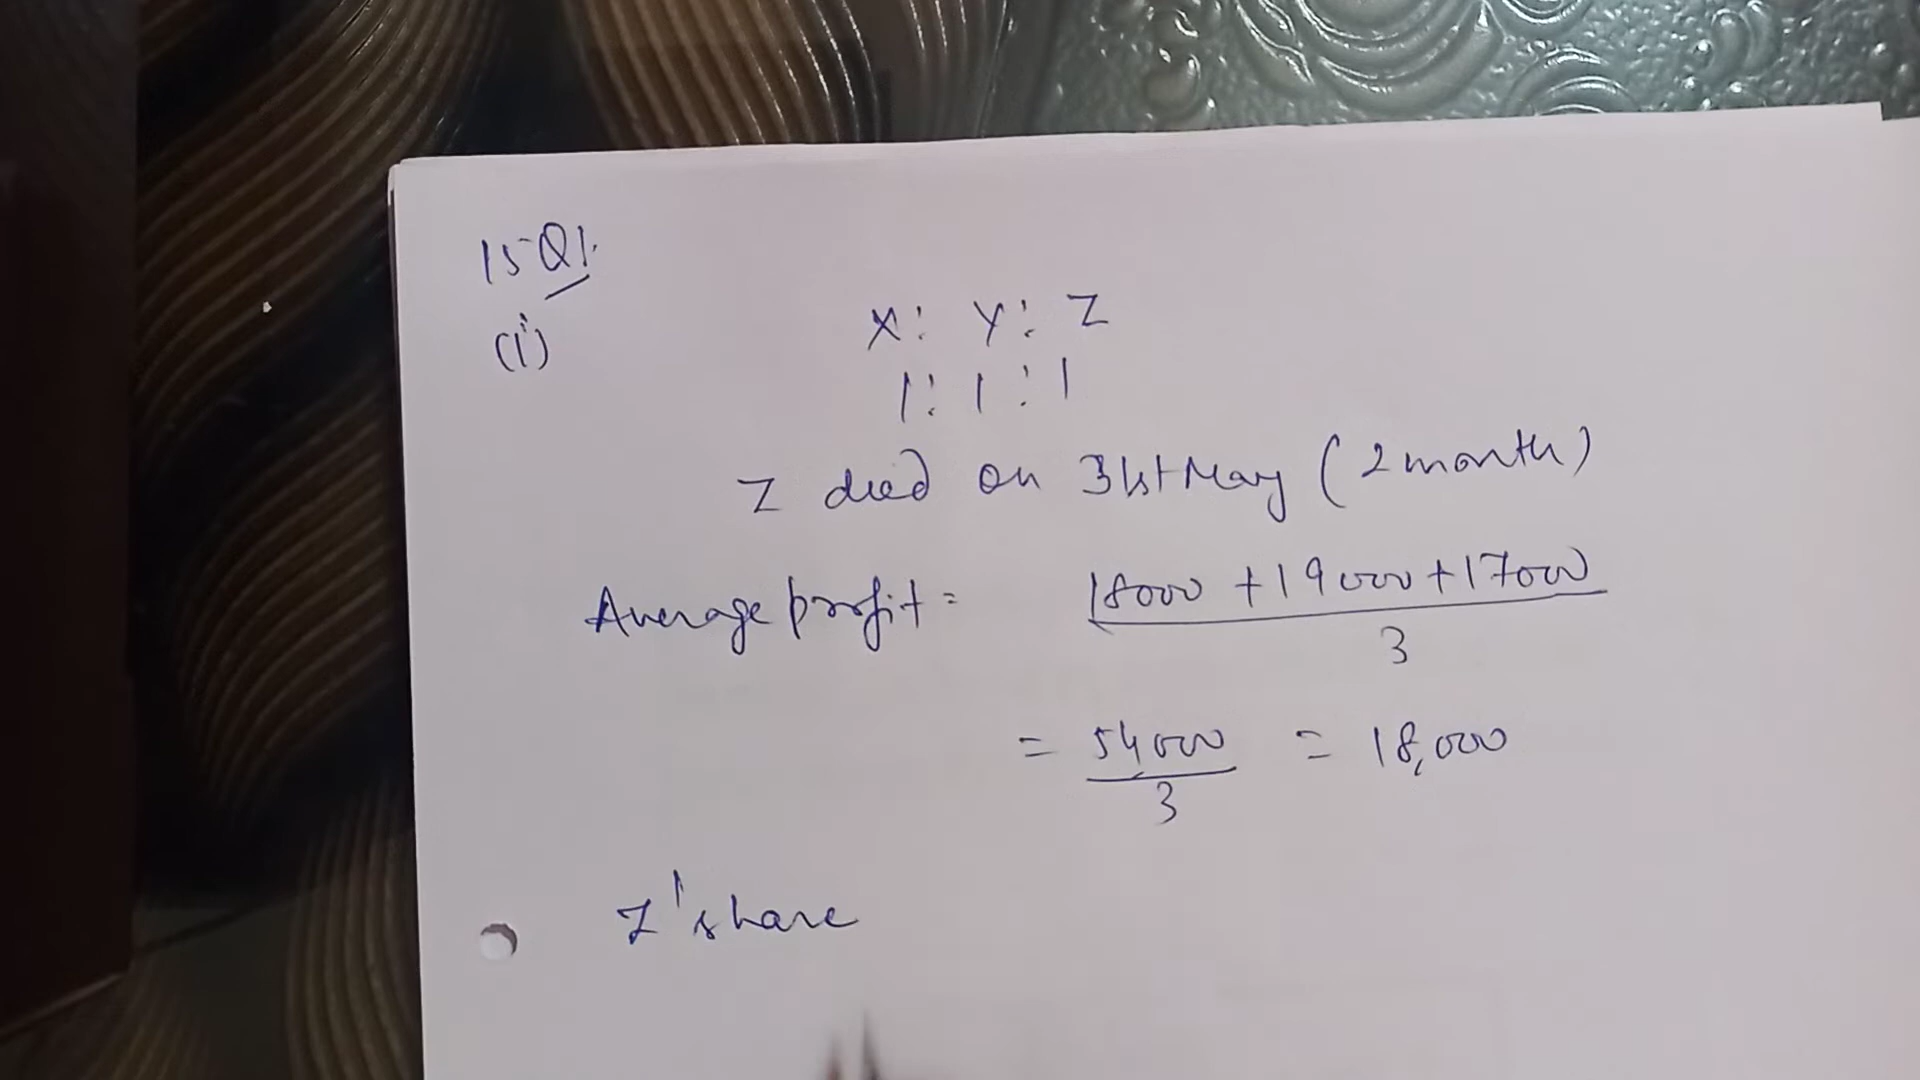 15Q1.
(i)
X : Y : Z
1 : 1 : 1
Z died on 31st May (2 month)
Average profit = 18000 + 19000 + 17000
3
= 54000 = 18,000
3
Z's share